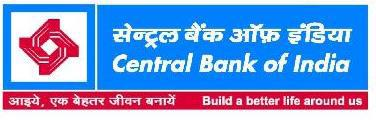 सेन्ट्रल बैंक ऑफ़ इंडिया
Central Bank of India
आइये, एक बेहतर जीवन बनायें Build a better life around us